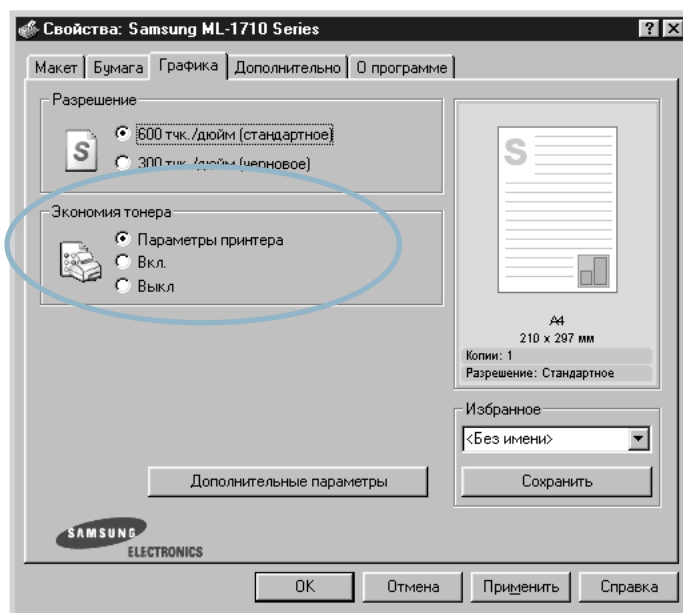 Свойства: Samsung ML-1710 Series
Макет Бумага Графика Дополнительно О программе
Разрешение
600 тчк./дюйм (стандартное)
300 тчк./дюйм (черновое)
S
Экономия тонера
Параметры принтера
Вкл.
Выкл
S
A4
210 x 297 мм
Копии: 1
Разрешение: Стандартное
Избранное
<Без имени>
Дополнительные параметры
Сохранить
SAMSUNG
ELECTRONICS
OK Отмена Применить Справка